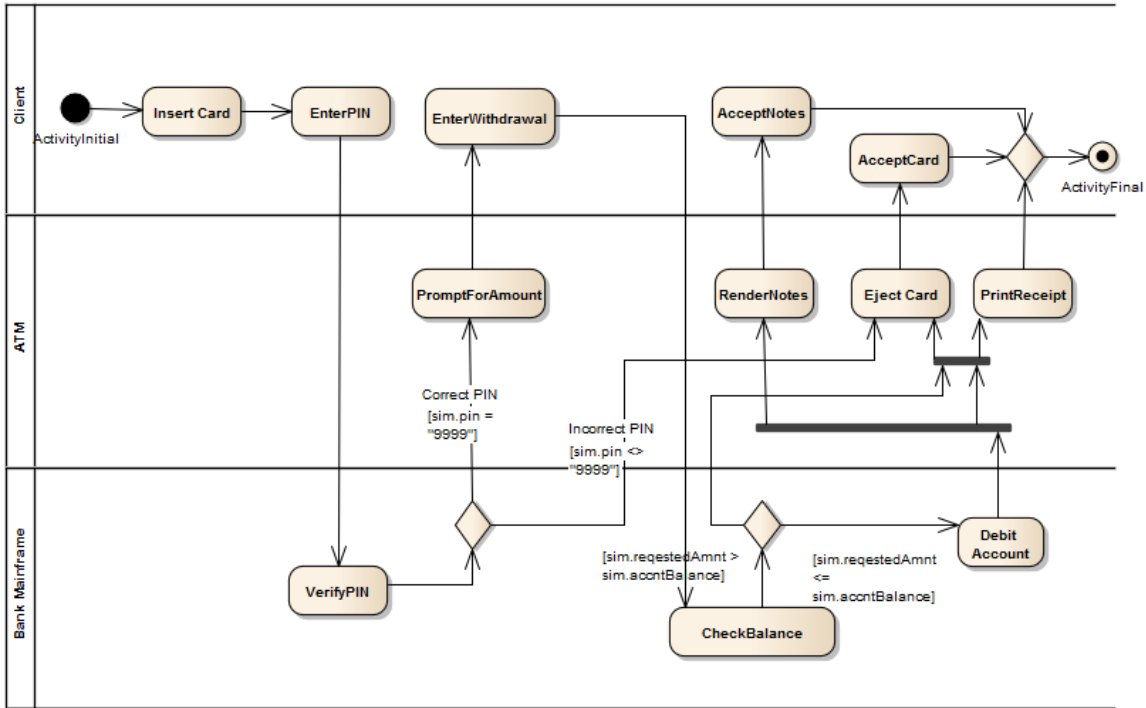 Client
ActivityInitial
Insert Card
EnterPIN
EnterWithdrawal
AcceptNotes
AcceptCard
ActivityFinal
ATM
PromptForAmount
RenderNotes
Eject Card
PrintReceipt
Correct PIN
[sim.pin =
"9999"]
Incorrect PIN
[sim.pin <>
"9999"]
Bank Mainframe
VerifyPIN
[sim.reqestedAmnt >
sim.accntBalance]
CheckBalance
[sim.reqestedAmnt
<=
sim.accntBalance]
Debit
Account